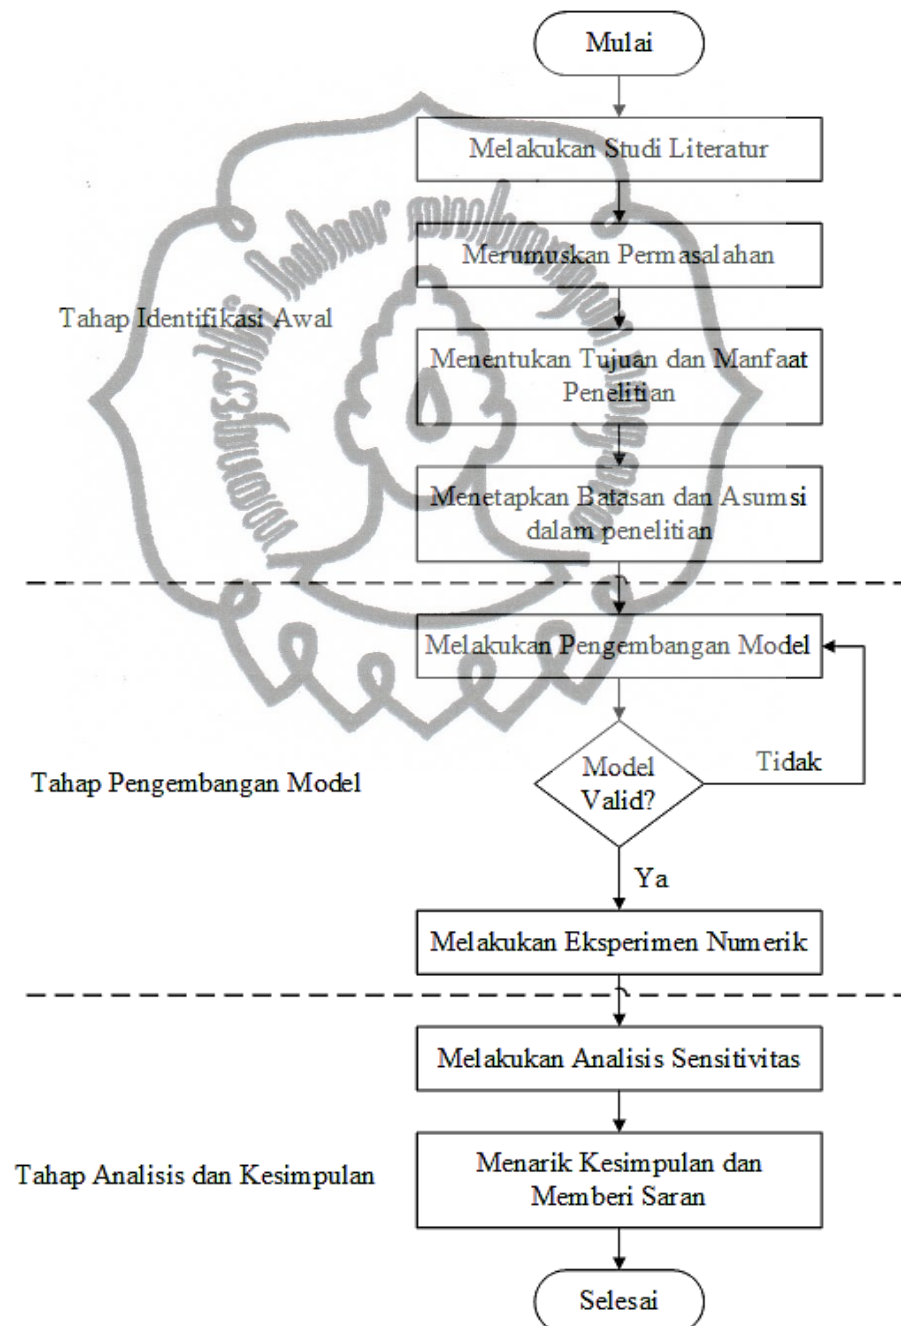 Mulai
Melakukan Studi Literatur
Merumuskan Permasalahan
Tahap Identifikasi Awal
Menentukan Tujuan dan Manfaat
Penelitian
Menetapkan Batasan dan Asumsi
dalam penelitian
Melakukan Pengembangan Model
Tahap Pengembangan Model
Model
Valid?
Tidak
Ya
Melakukan Eksperimen Numerik
Melakukan Analisis Sensitivitas
Tahap Analisis dan Kesimpulan
Menarik Kesimpulan dan
Memberi Saran
Selesai